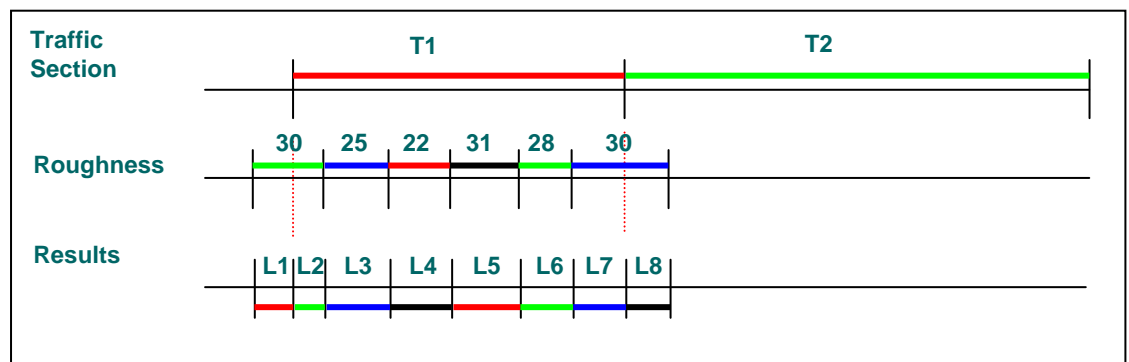 Traffic
Section
T1 T2
30 25 22 31 28 30
Roughness
Results
L1 L2 L3 L4 L5 L6 L7 L8